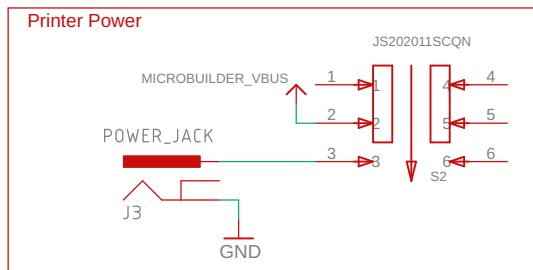 Printer Power
JS202011SCQN
MICROBUILDER_VBUS
1 1 4 4
2 2 5 5
POWER_JACK
3 3 6 6
S2
J3
GND